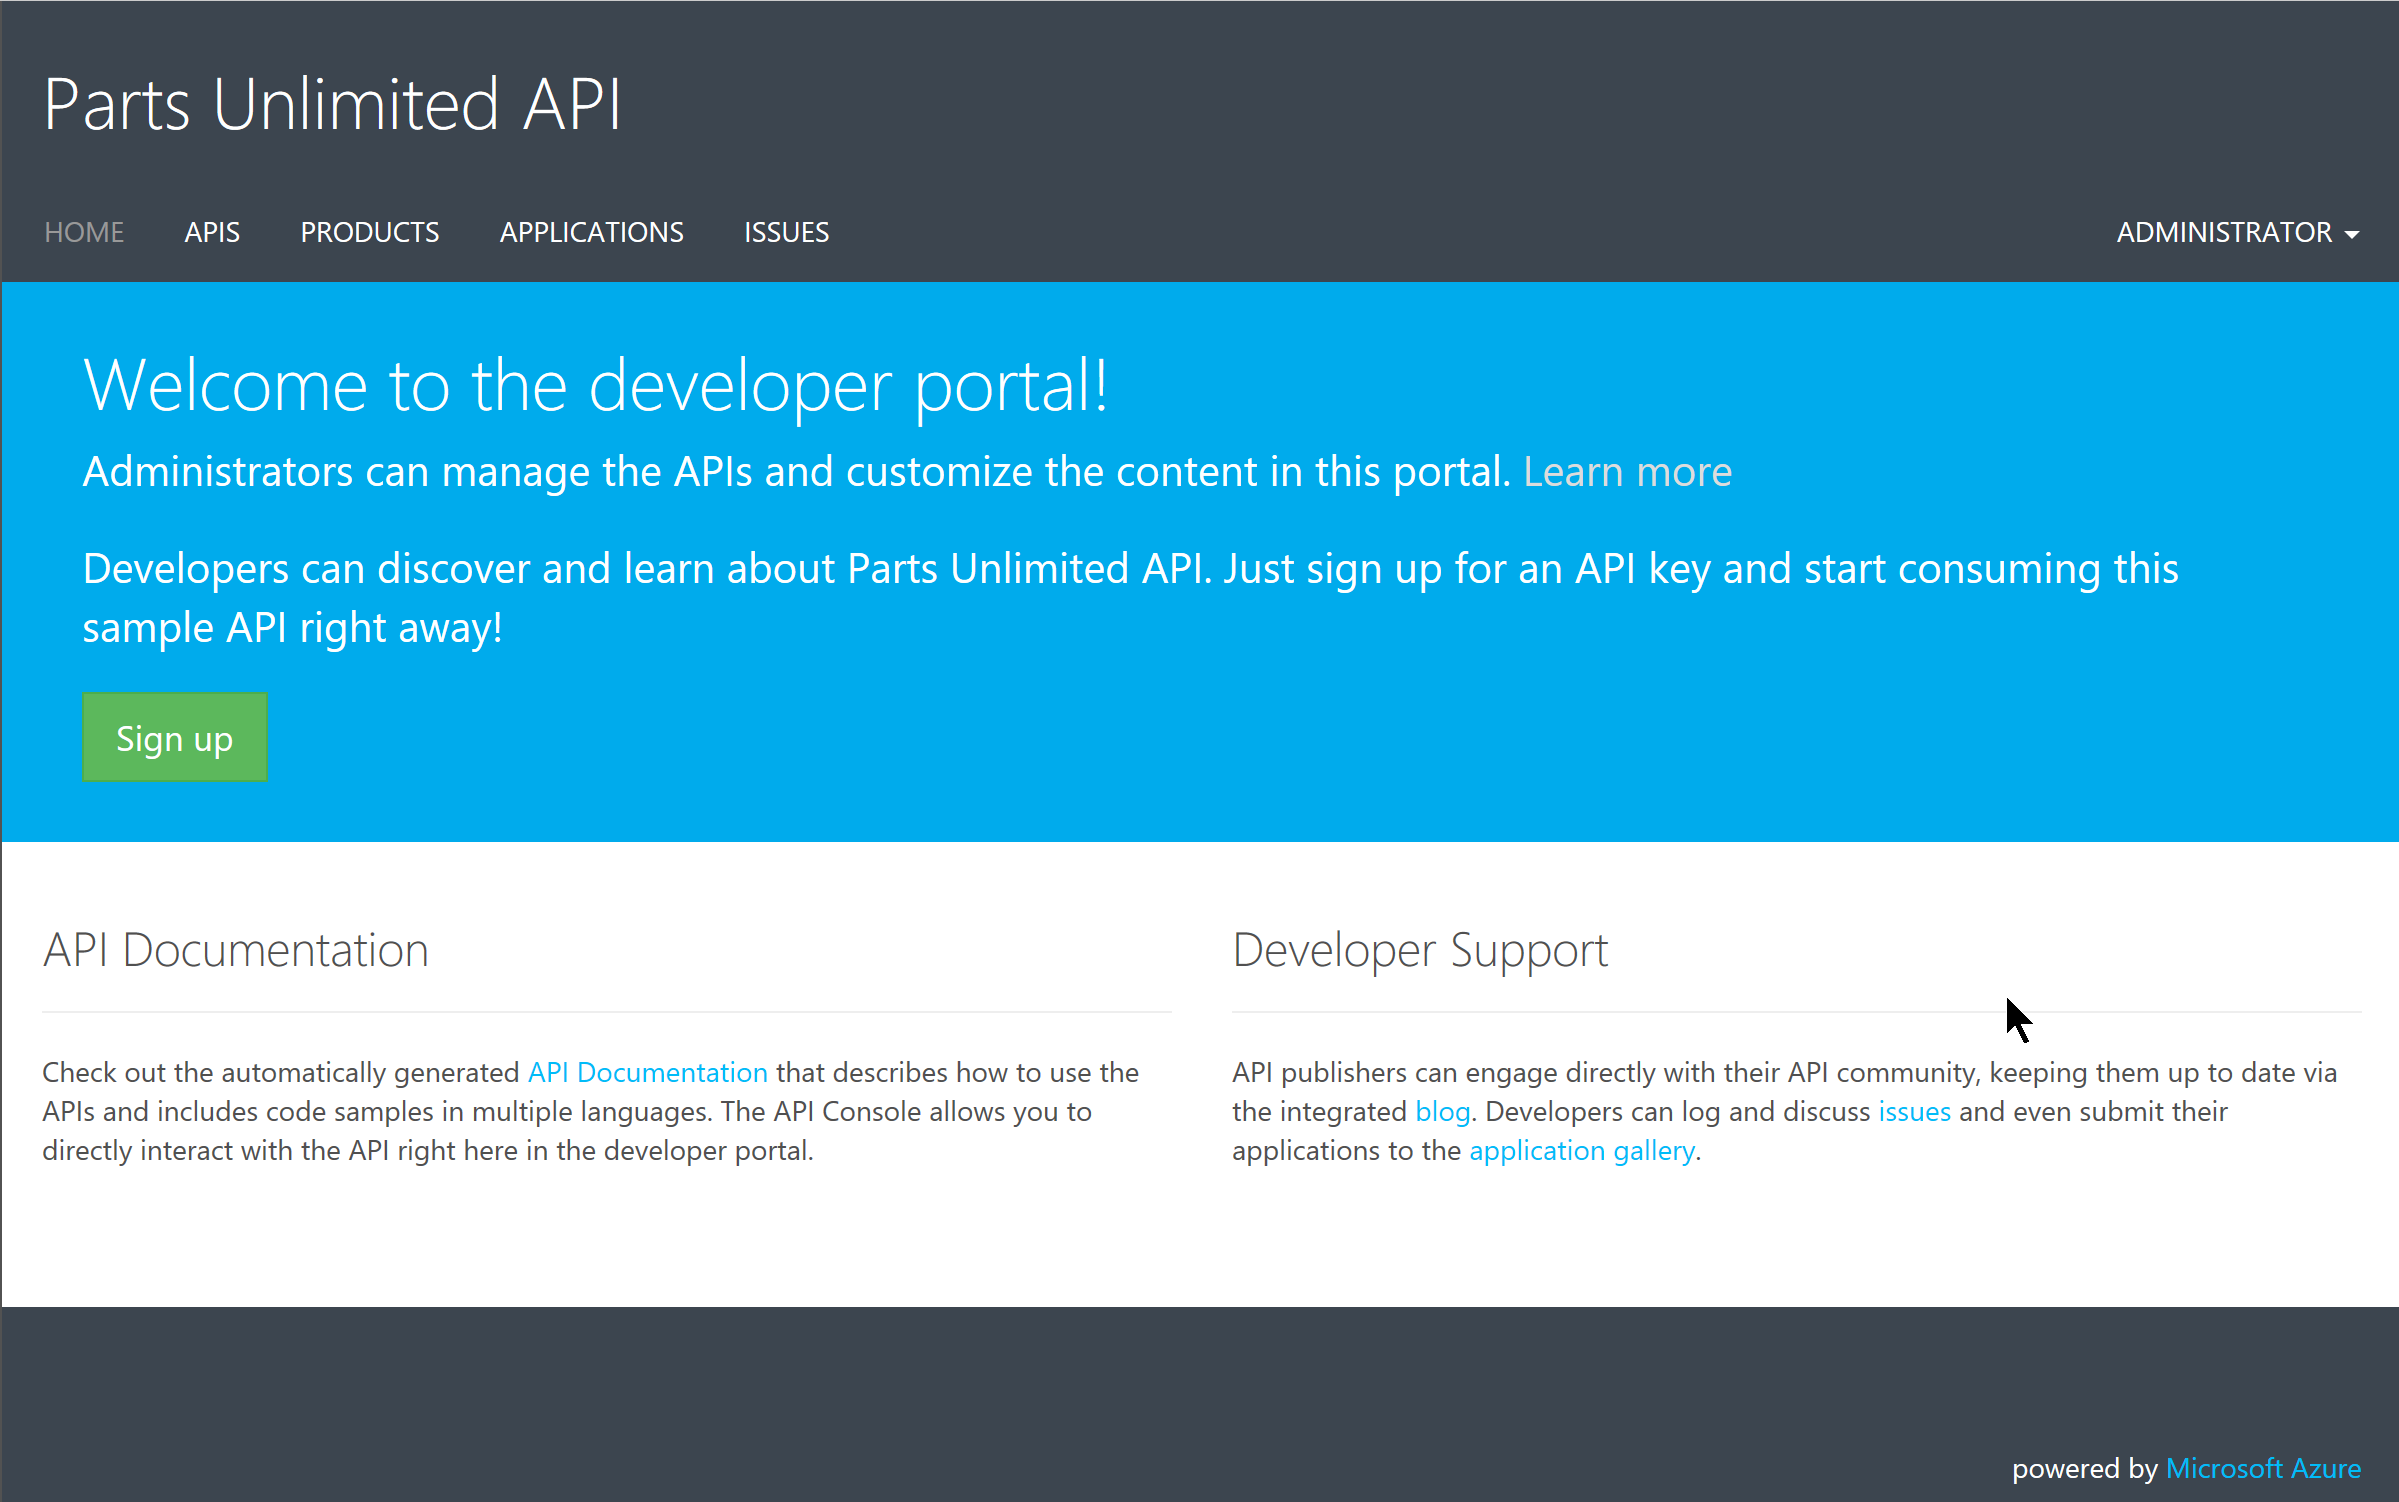 Parts Unlimited API
HOME APIS PRODUCTS APPLICATIONS ISSUES ADMINISTRATOR
Welcome to the developer portal!
Administrators can manage the APIs and customize the content in this portal. Learn more
Developers can discover and learn about Parts Unlimited API. Just sign up for an API key and start consuming this
sample API right away!
Sign up
API Documentation
Check out the automatically generated API Documentation that describes how to use the
APIs and includes code samples in multiple languages. The API Console allows you to
directly interact with the API right here in the developer portal.
Developer Support
API publishers can engage directly with their API community, keeping them up to date via
the integrated blog. Developers can log and discuss issues and even submit their
applications to the application gallery.
powered by Microsoft Azure